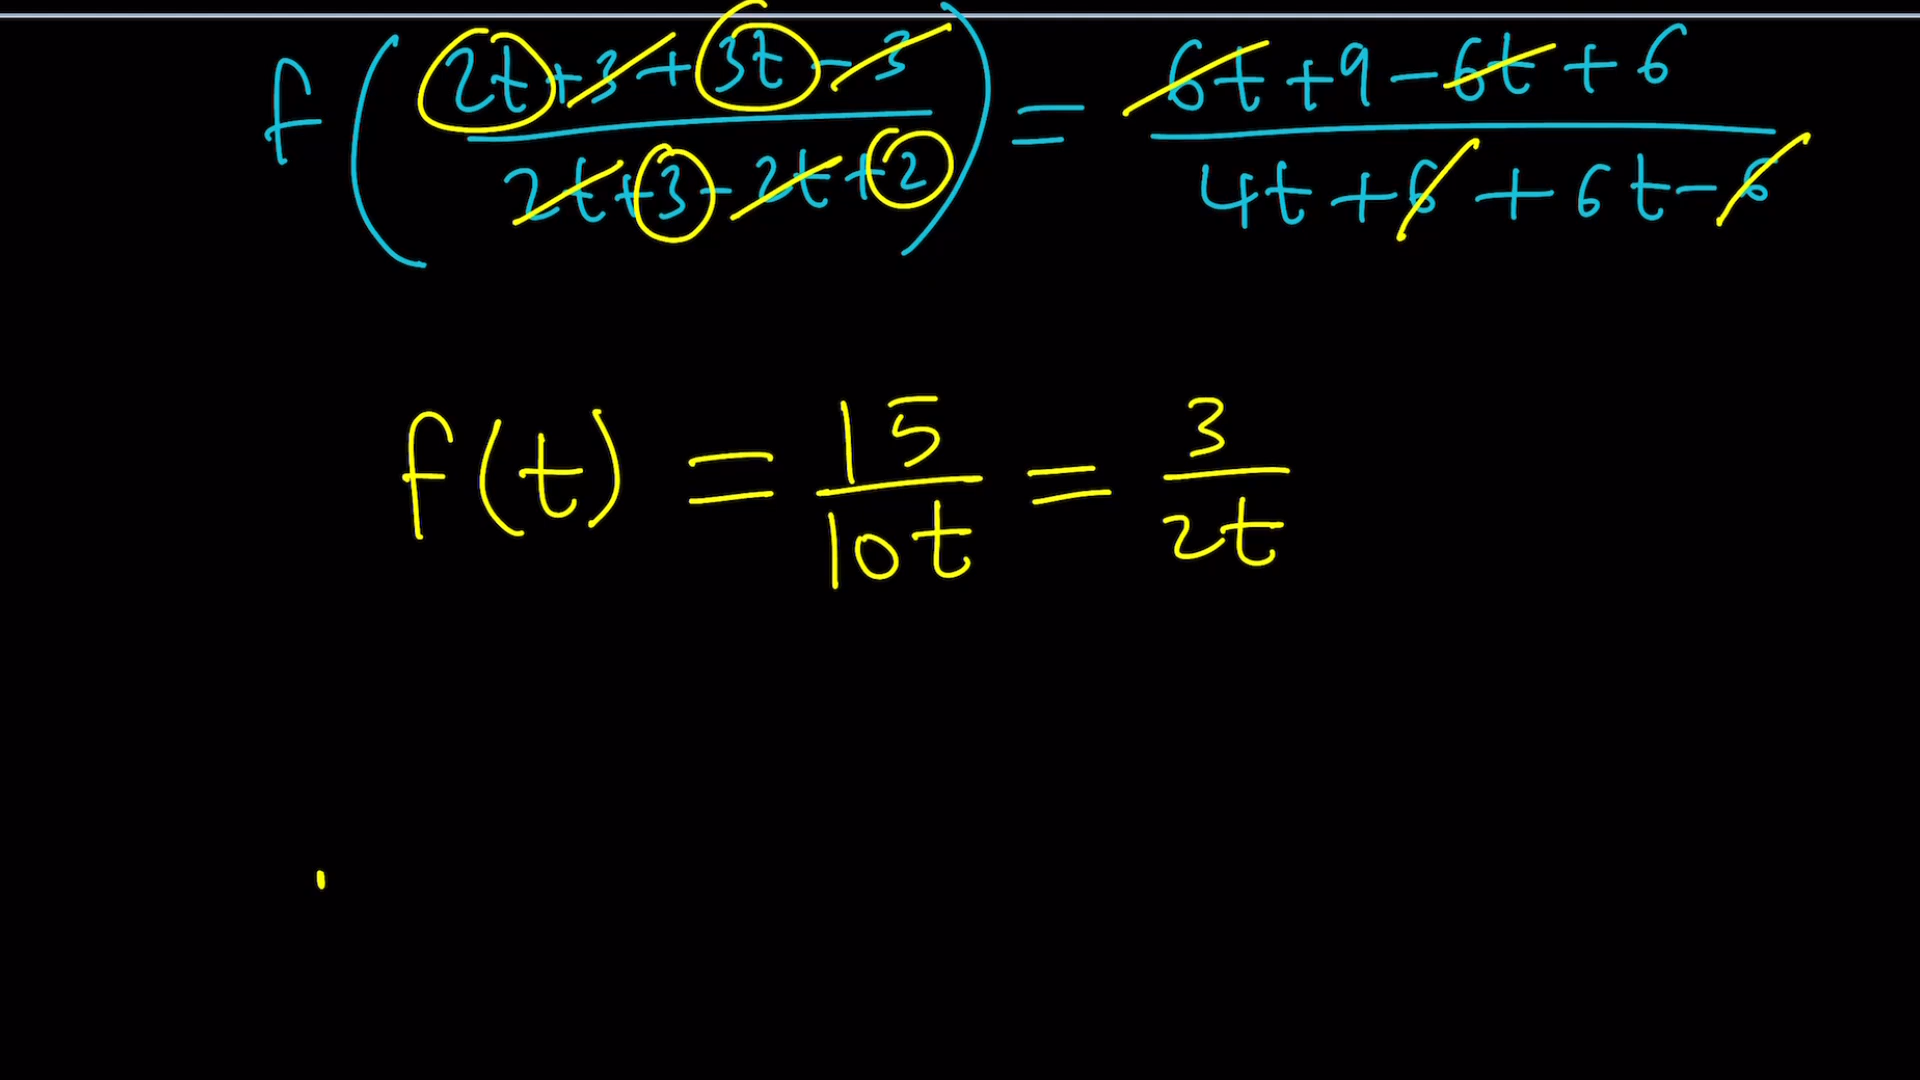 f( (2t+3+3t-3)/(2t+3-2t+2) ) = (6t+9-6t+6)/(4t+6+6t-6)
f(t) = 15/10t = 3/2t